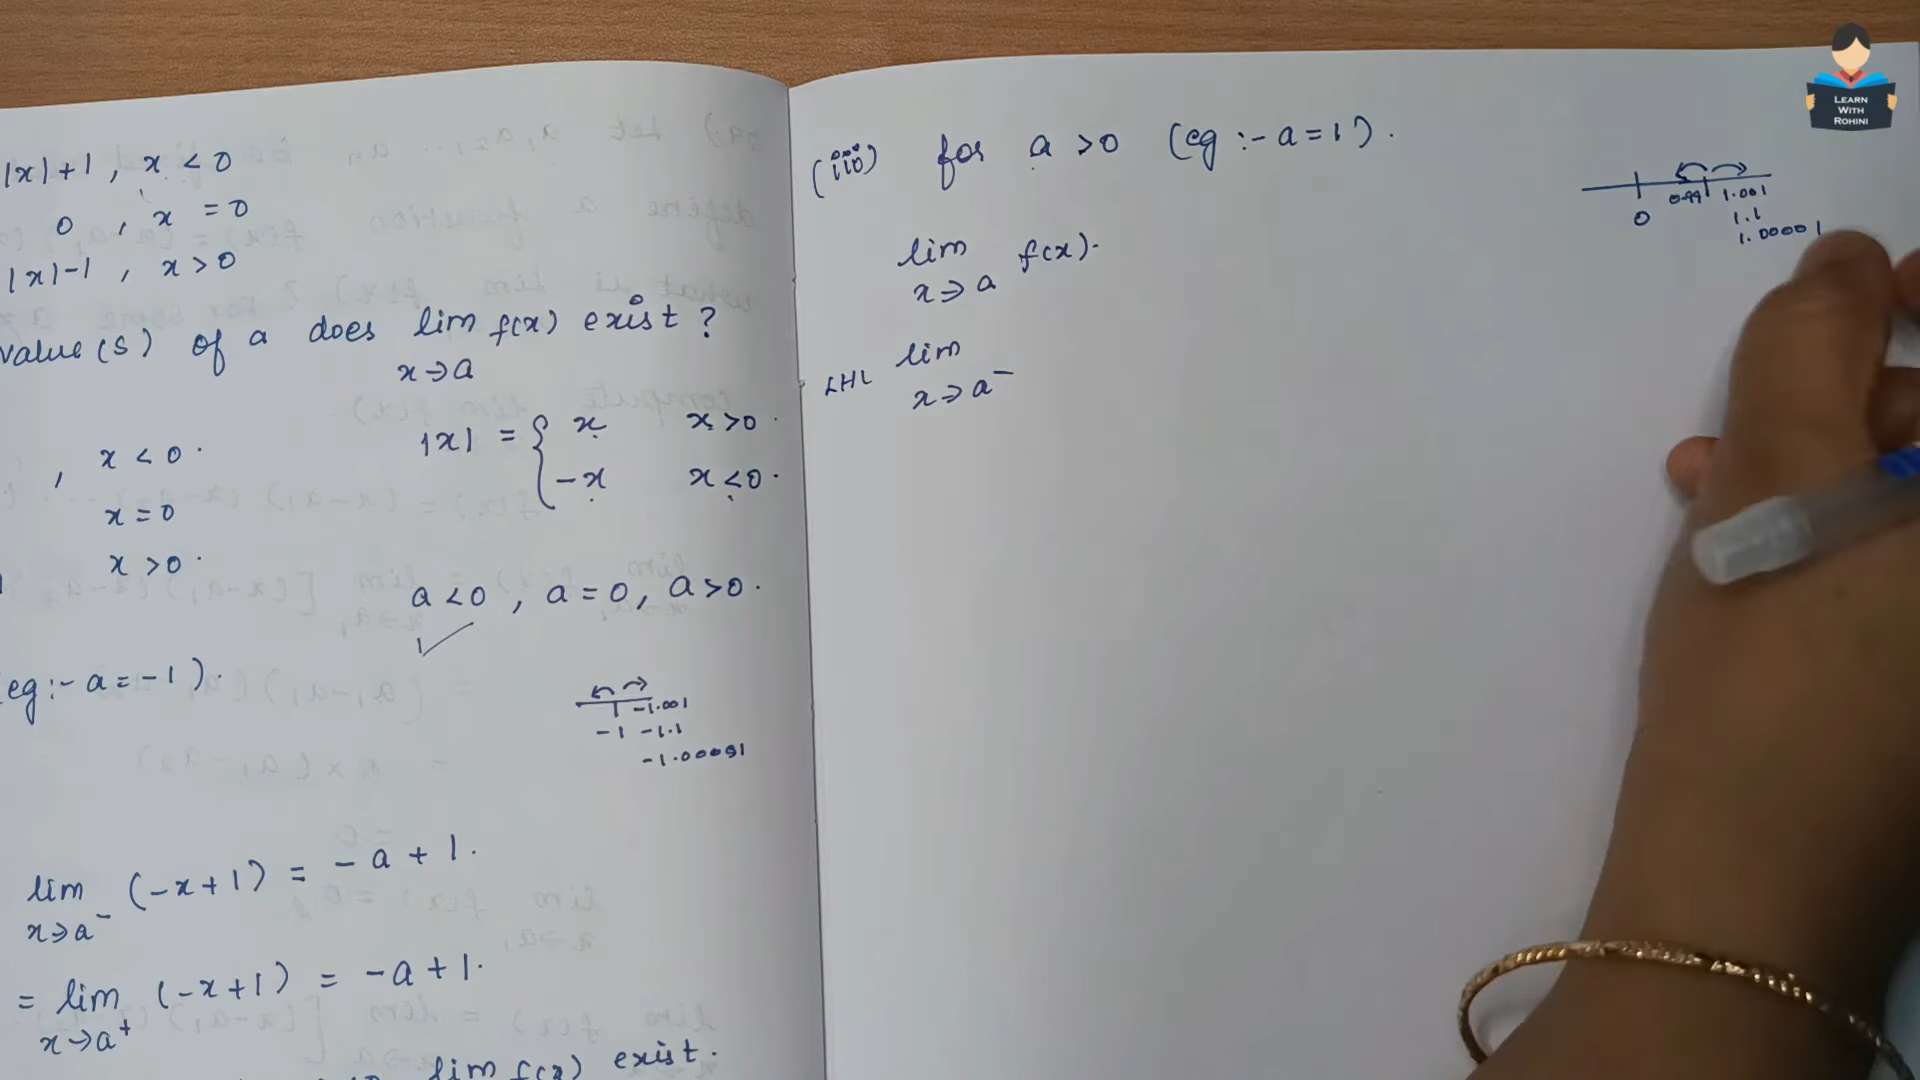 |x|+1 , x < 0
0 , x = 0
|x|-1 , x > 0
value(s) of a does lim f(x) exist ?
x→a
, x < 0 .
x = 0
x > 0 .
|x| = { x x > 0 .
-x x < 0 .
a < 0 , a = 0 , a > 0 .
eg :- a = -1 ) .
-1.001
-1 -1.1
-1.00001
lim (-x+1) = -a + 1 .
x→a⁻
= lim (-x+1) = -a + 1 .
x→a⁺
lim f(x) exist .
(iii) for a > 0 (eg :- a = 1 ) .
0 0.99 1.001
1.1
1.00001
lim f(x) .
x→a
LHL lim
x→a⁻
LEARN
WITH
ROHINI